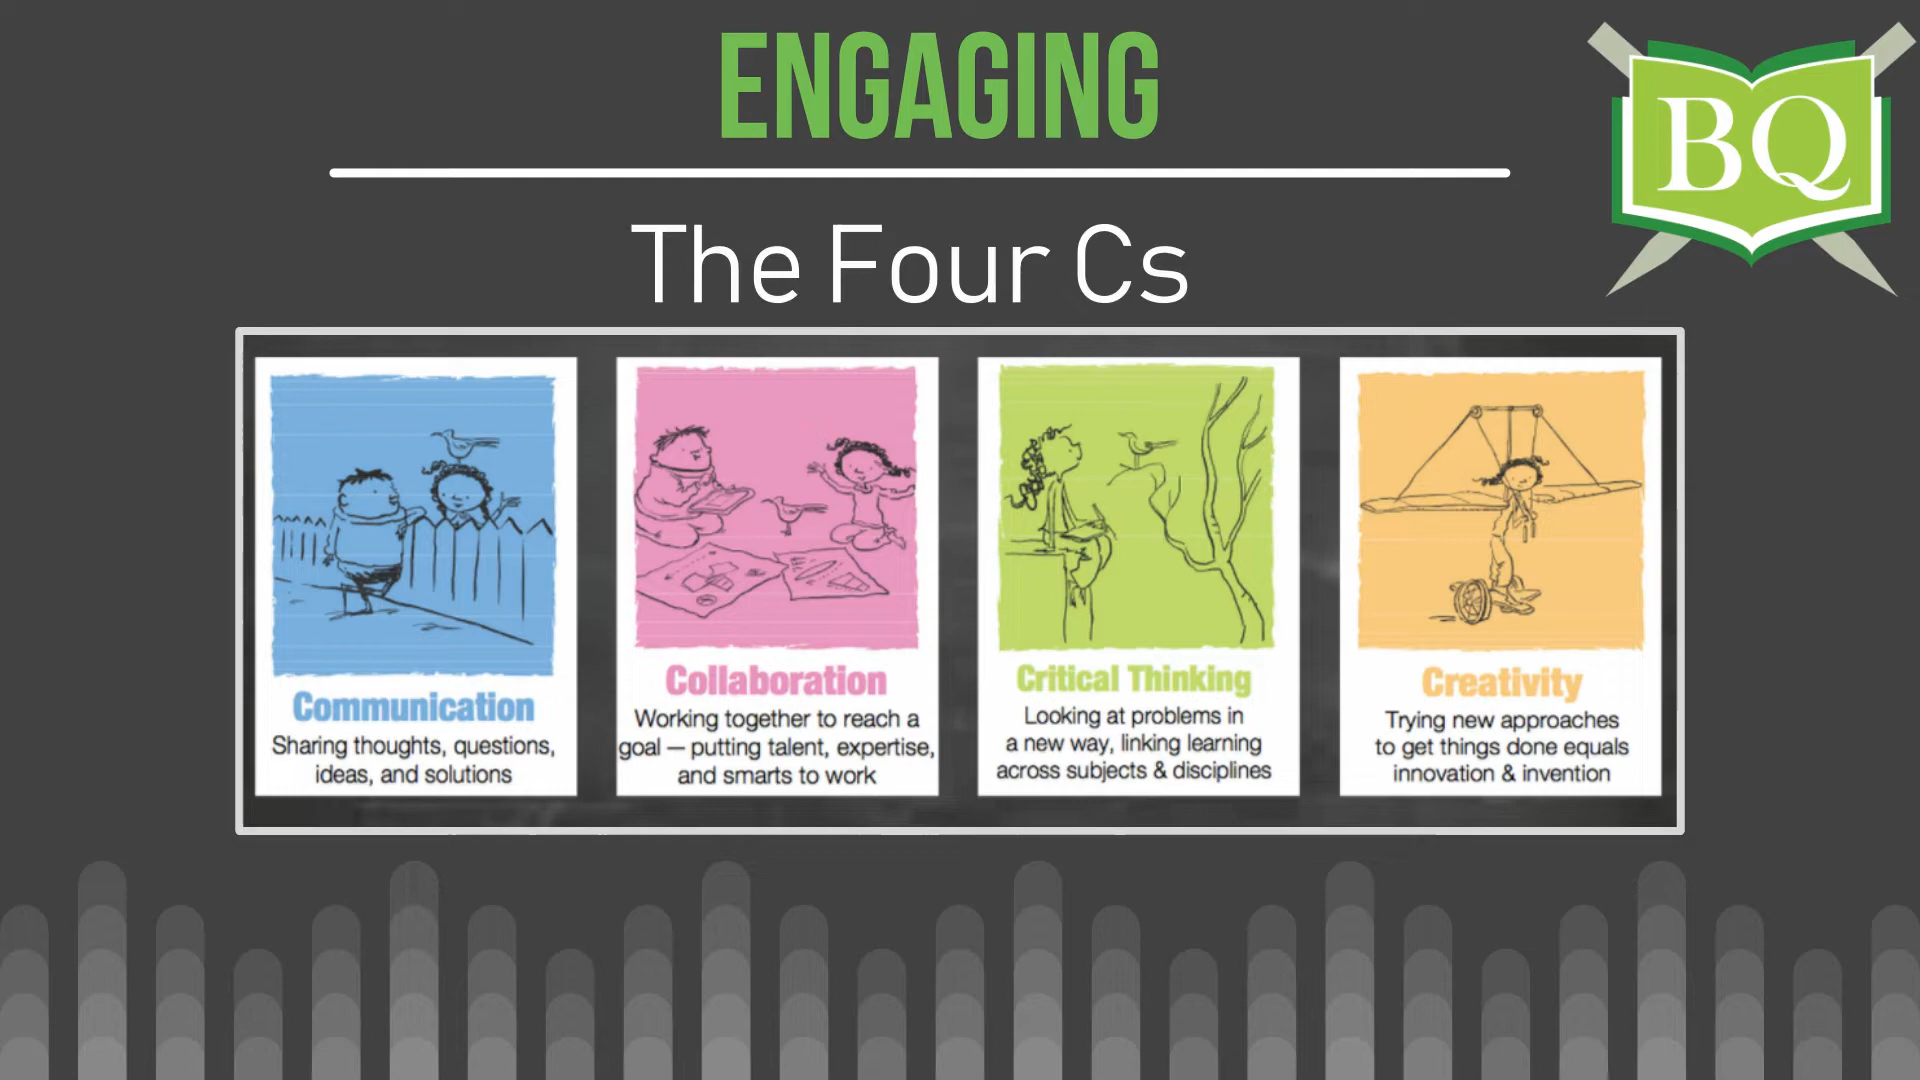 ENGAGING
BQ
The Four Cs
Communication
Sharing thoughts, questions,
ideas, and solutions
Collaboration
Working together to reach a
goal — putting talent, expertise,
and smarts to work
Critical Thinking
Looking at problems in
a new way, linking learning
across subjects & disciplines
Creativity
Trying new approaches
to get things done equals
innovation & invention